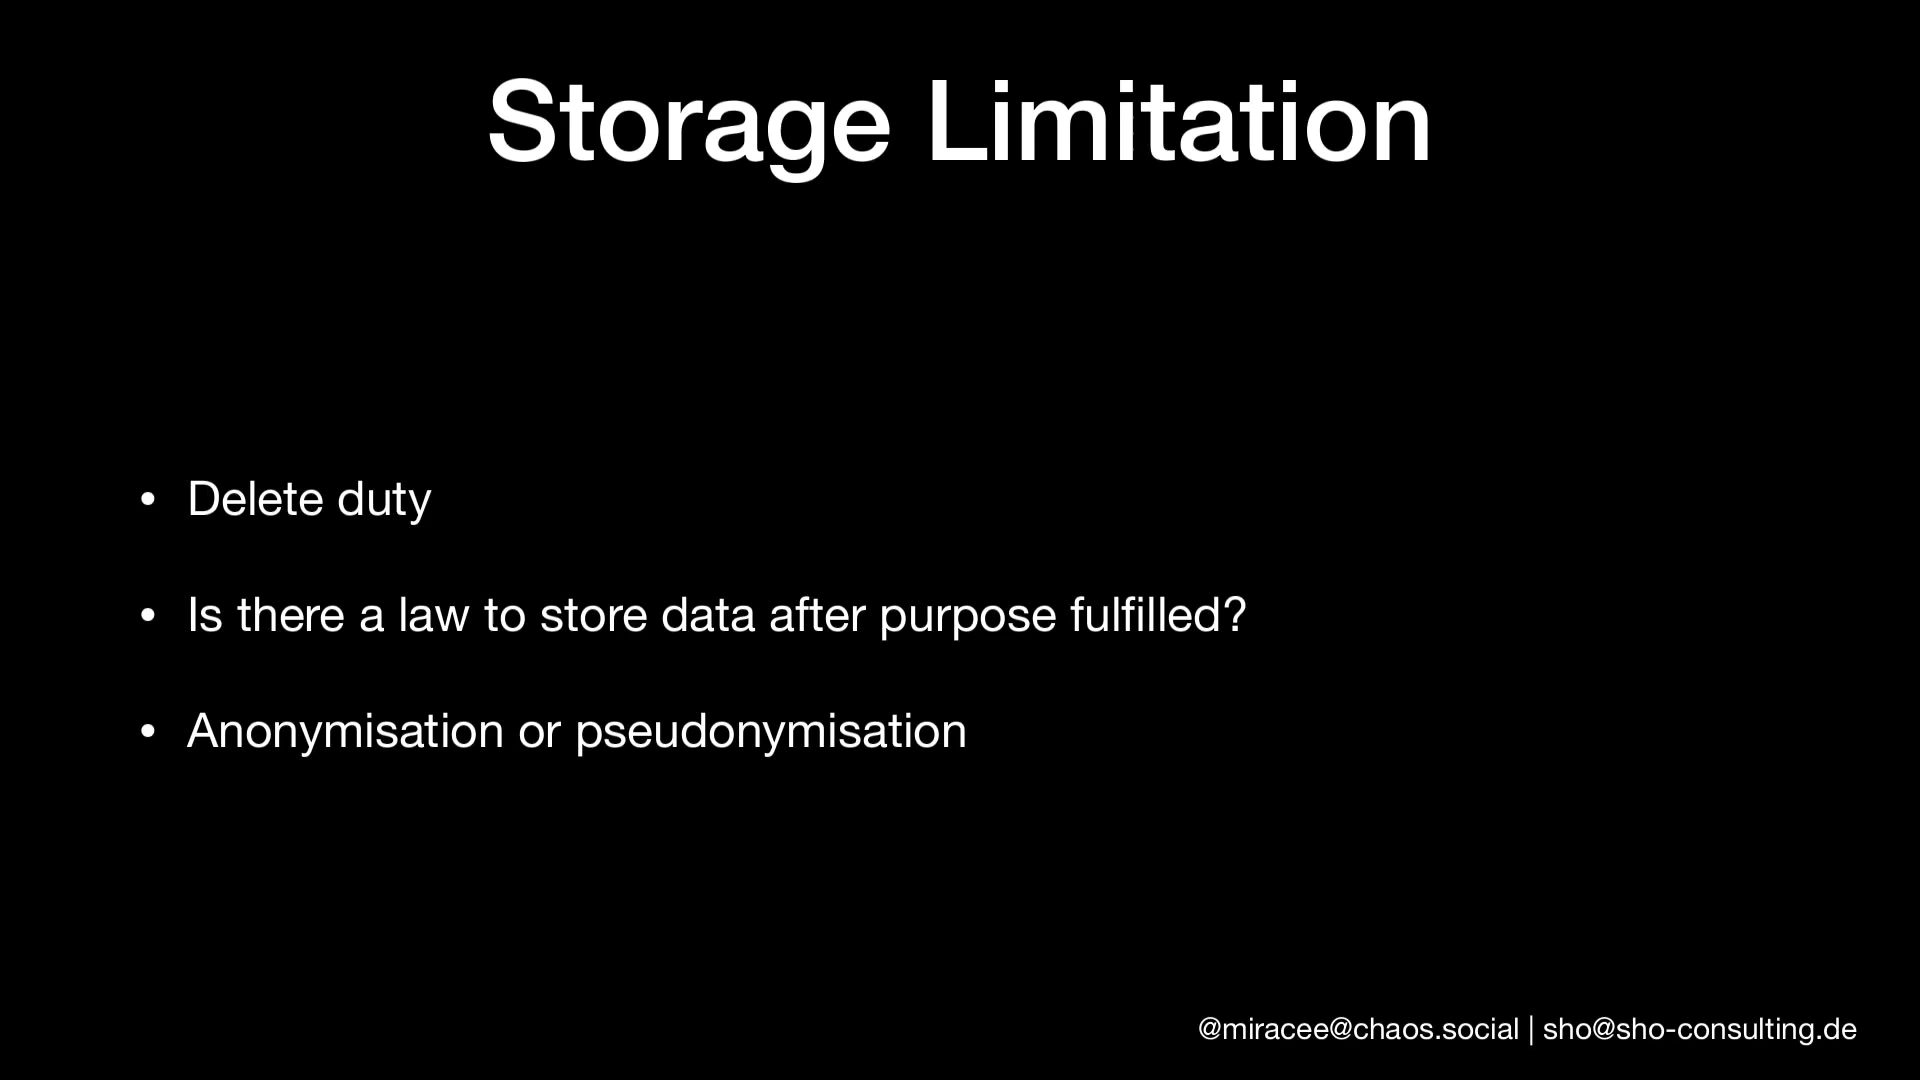 Storage Limitation
• Delete duty
• Is there a law to store data after purpose fulfilled?
• Anonymisation or pseudonymisation
@miracee@chaos.social | sho@sho-consulting.de